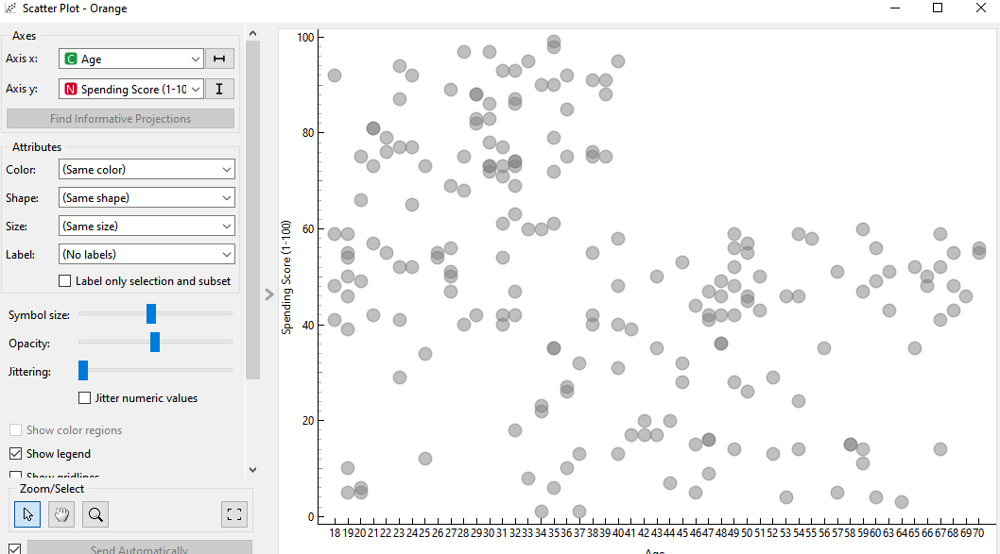 Scatter Plot - Orange
Axes
Axis x:
C Age
Axis y:
N Spending Score (1-10
Find Informative Projections
Attributes
Color:
(Same color)
Shape:
(Same shape)
Size:
(Same size)
Label:
(No labels)
Label only selection and subset
Symbol size:
Opacity:
Jittering:
Jitter numeric values
Show color regions
Show legend
Show gridlines
Zoom/Select
Send Automatically
Spending Score (1-100)
100
80
60
40
20
0
18 19 20 21 22 23 24 25 26 27 28 29 30 31 32 33 34 35 36 37 38 39 40 41 42 43 44 45 46 47 48 49 50 51 52 53 54 55 56 57 58 59 60 61 62 63 64 65 66 67 68 69 70
Age